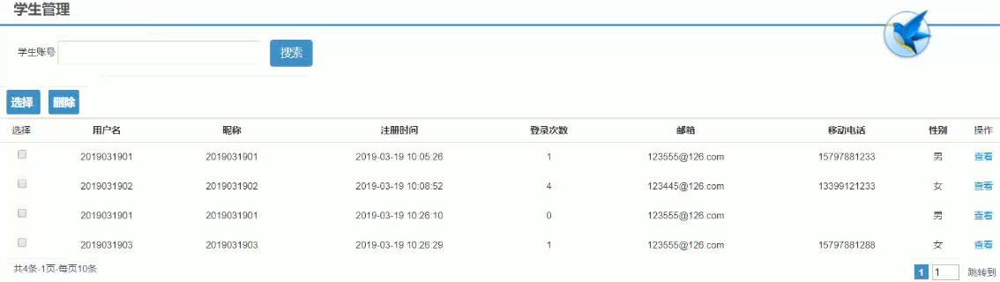 学生管理
学生账号 搜索
选择 删除
选择 用户名 昵称 注册时间 登录次数 邮箱 移动电话 性别 操作
2019031901 2019031901 2019-03-19 10:05:26 1 123555@126.com 15797881233 男 查看
2019031902 2019031902 2019-03-19 10:08:52 4 123445@126.com 13399121233 女 查看
2019031901 2019031901 2019-03-19 10:26:10 0 123555@126.com 男 查看
2019031903 2019031903 2019-03-19 10:26:29 1 123555@126.com 15797881288 女 查看
共4条-1页-每页10条 1 1 跳转到